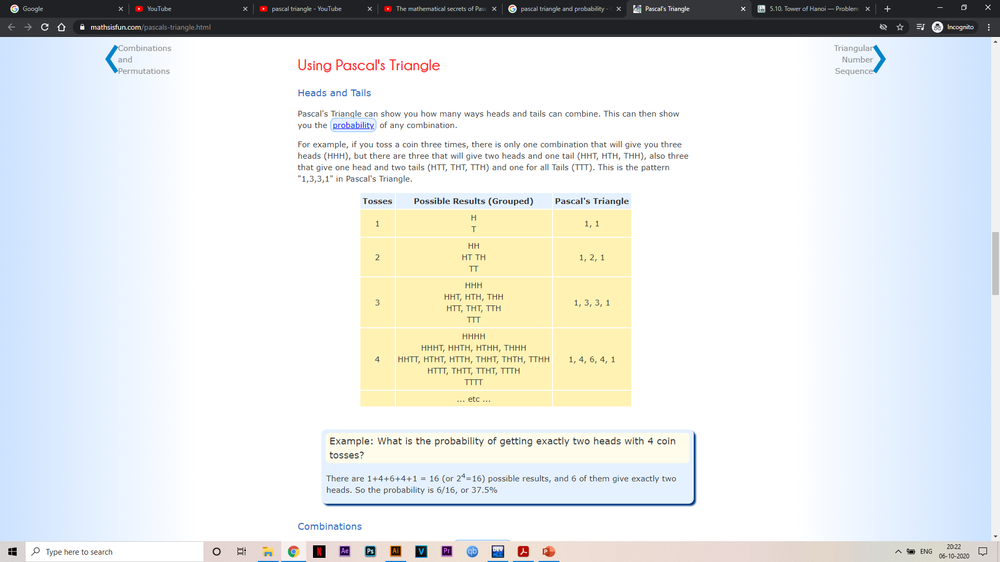 Google
YouTube
pascal triangle - YouTube
The mathematical secrets of Pasc
pascal triangle and probability -
Pascal's Triangle
5.10. Tower of Hanoi — Problem
mathsisfun.com/pascals-triangle.html
Incognito
Combinations
and
Permutations
Triangular
Number
Sequence
Using Pascal's Triangle
Heads and Tails
Pascal's Triangle can show you how many ways heads and tails can combine. This can then show
you the probability of any combination.
For example, if you toss a coin three times, there is only one combination that will give you three
heads (HHH), but there are three that will give two heads and one tail (HHT, HTH, THH), also three
that give one head and two tails (HTT, THT, TTH) and one for all Tails (TTT). This is the pattern
"1,3,3,1" in Pascal's Triangle.
Tosses Possible Results (Grouped) Pascal's Triangle
H
1 1, 1
T
HH
2 HT TH 1, 2, 1
TT
HHH
HHT, HTH, THH
3 1, 3, 3, 1
HTT, THT, TTH
TTT
HHHH
HHHT, HHTH, HTHH, THHH
4 HHTT, HTHT, HTTH, THHT, THTH, TTHH 1, 4, 6, 4, 1
HTTT, THTT, TTHT, TTTH
TTTT
... etc ...
Example: What is the probability of getting exactly two heads with 4 coin
tosses?
There are 1+4+6+4+1 = 16 (or 2⁴=16) possible results, and 6 of them give exactly two
heads. So the probability is 6/16, or 37.5%
Combinations
Type here to search
N
Ae
Ps
Ai
V
Pr
qb
DEV
P
ENG
20:22
06-10-2020